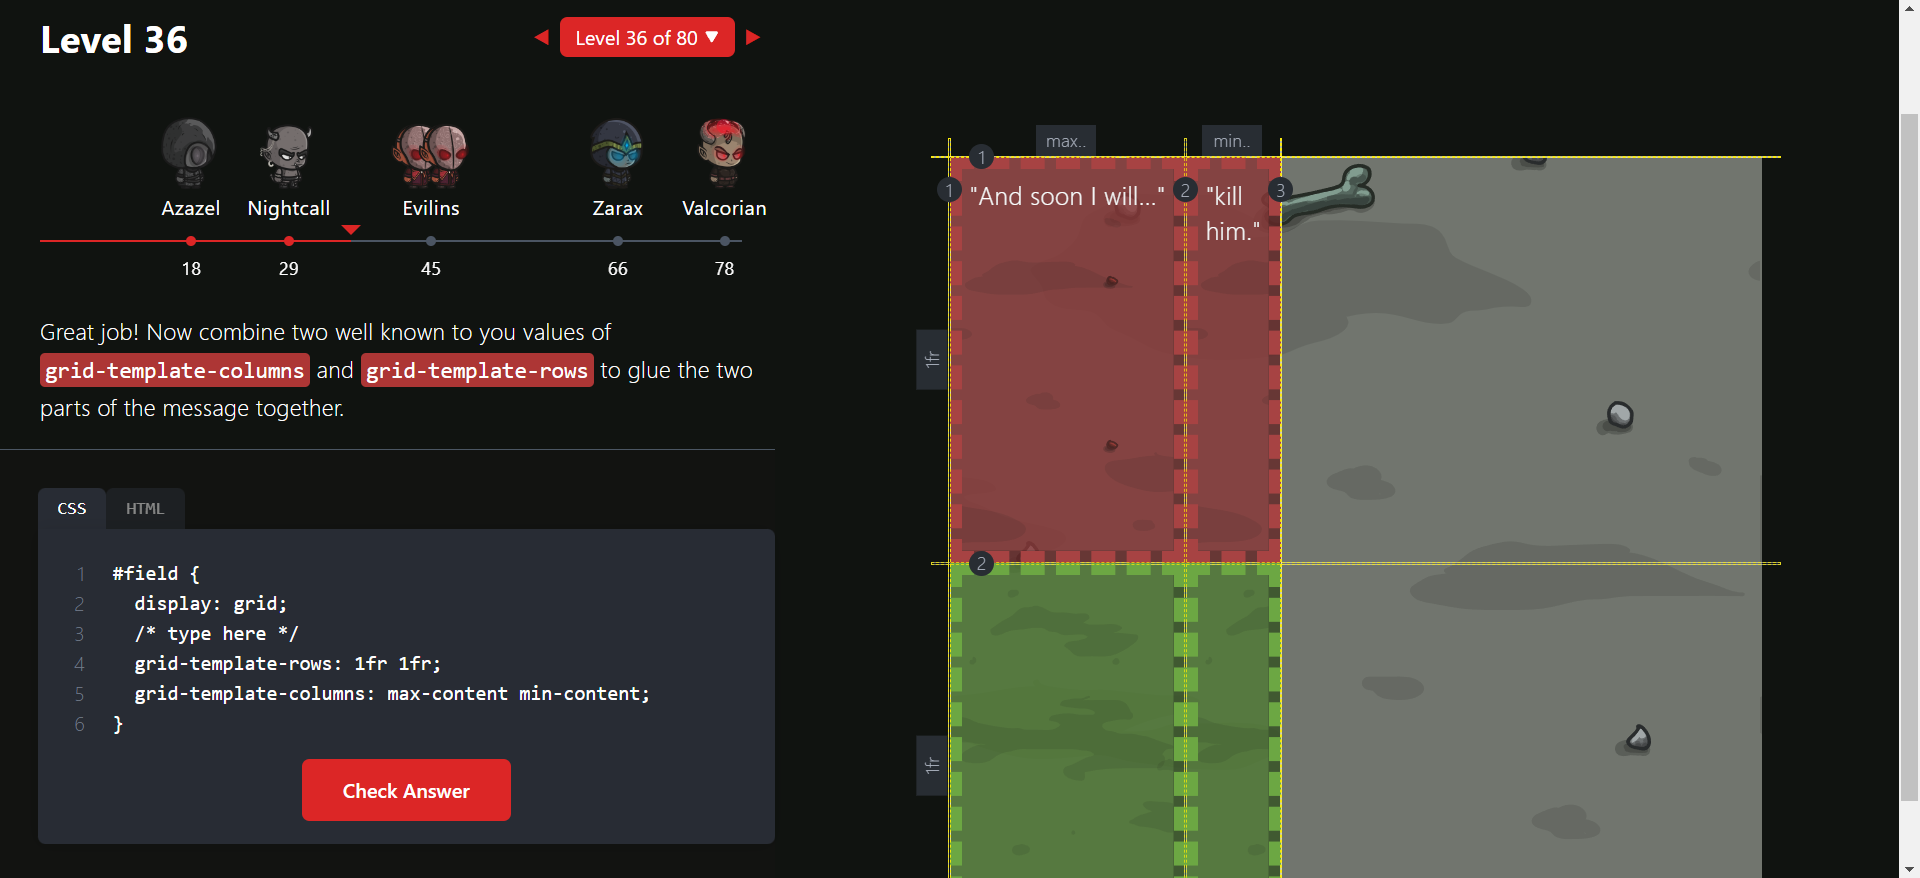 Level 36
Level 36 of 80 ▼
Azazel
Nightcall
Evilins
Zarax
Valcorian
18
29
45
66
78
Great job! Now combine two well known to you values of
grid-template-columns and grid-template-rows to glue the two
parts of the message together.
CSS
HTML
1 #field {
2 display: grid;
3 /* type here */
4 grid-template-rows: 1fr 1fr;
5 grid-template-columns: max-content min-content;
6 }
Check Answer
max..
min..
1
1
2
3
"And soon I will..."
"kill
him."
1fr
2
1fr